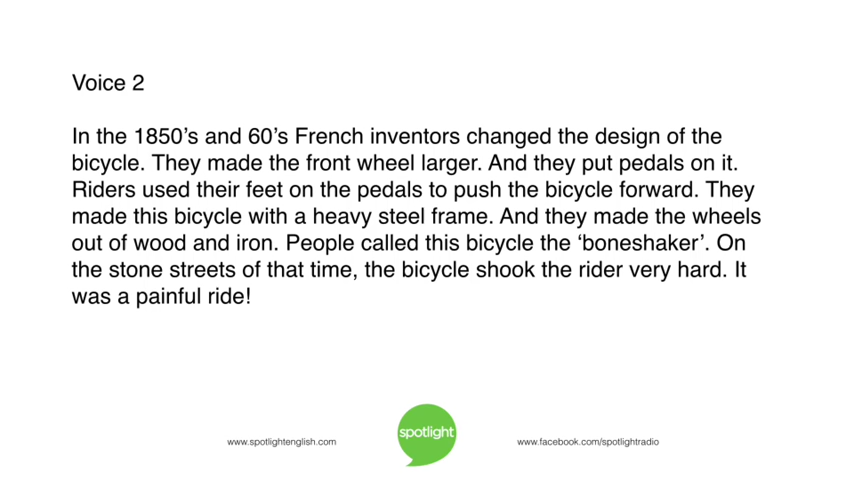 Voice 2
In the 1850’s and 60’s French inventors changed the design of the
bicycle. They made the front wheel larger. And they put pedals on it.
Riders used their feet on the pedals to push the bicycle forward. They
made this bicycle with a heavy steel frame. And they made the wheels
out of wood and iron. People called this bicycle the ‘boneshaker’. On
the stone streets of that time, the bicycle shook the rider very hard. It
was a painful ride!
www.spotlightenglish.com
spotlight
www.facebook.com/spotlightradio